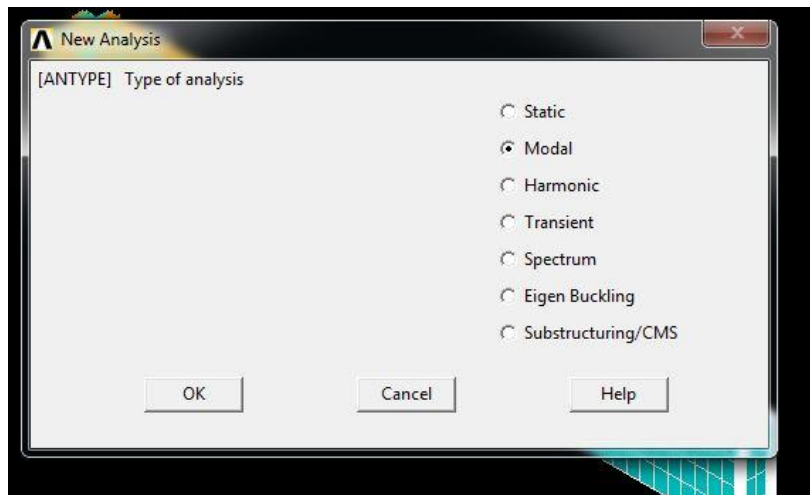 New Analysis
[ANTYPE] Type of analysis
Static
Modal
Harmonic
Transient
Spectrum
Eigen Buckling
Substructuring/CMS
OK Cancel Help